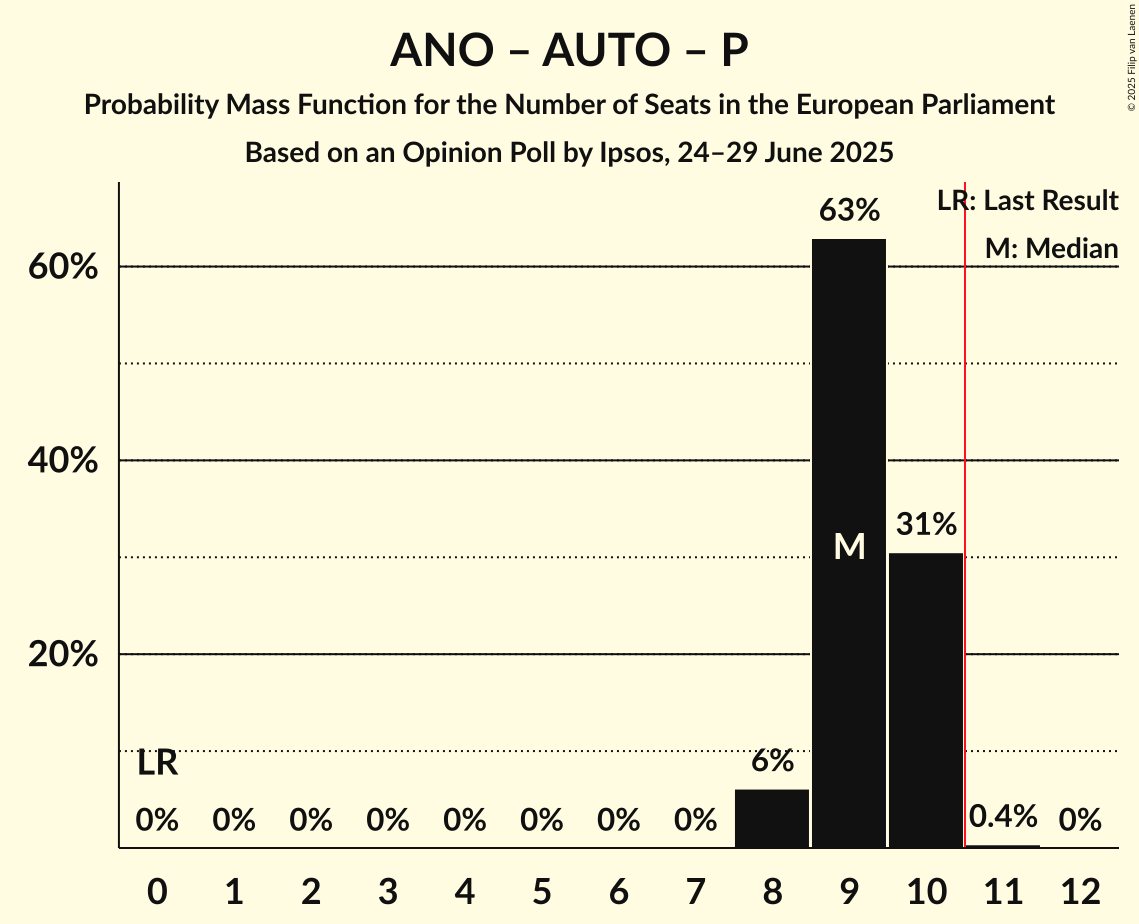 ANO – AUTO – P
Probability Mass Function for the Number of Seats in the European Parliament
Based on an Opinion Poll by Ipsos, 24–29 June 2025
© 2025 Filip van Laenen
LR: Last Result
M: Median
60%
40%
20%
63%
31%
M
LR
6%
0% 0% 0% 0% 0% 0% 0% 0% 0.4% 0%
0 1 2 3 4 5 6 7 8 9 10 11 12